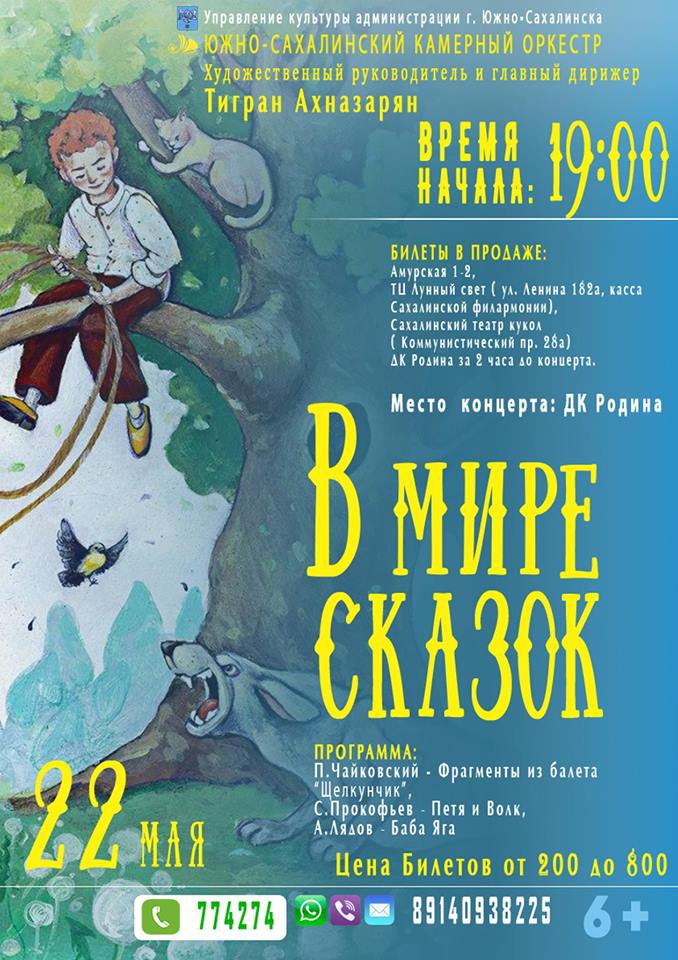 Управление культуры администрации г. Южно-Сахалинска
ЮЖНО-САХАЛИНСКИЙ КАМЕРНЫЙ ОРКЕСТР
Художественный руководитель и главный дирижер
Тигран Ахназарян
ВРЕМЯ
НАЧАЛА: 19:00
БИЛЕТЫ В ПРОДАЖЕ:
Амурская 1-2,
ТЦ Лунный свет ( ул. Ленина 182а, касса
Сахалинской филармонии),
Сахалинский театр кукол
( Коммунистический пр. 28а)
ДК Родина за 2 часа до концерта.
Место концерта: ДК Родина
В МИРЕ
СКАЗОК
ПРОГРАММА:
П.Чайковский - Фрагменты из балета
"Щелкунчик",
С.Прокофьев - Петя и Волк,
А.Лядов - Баба Яга
22 МАЯ
Цена Билетов от 200 до 800
774274
89140938225
6+